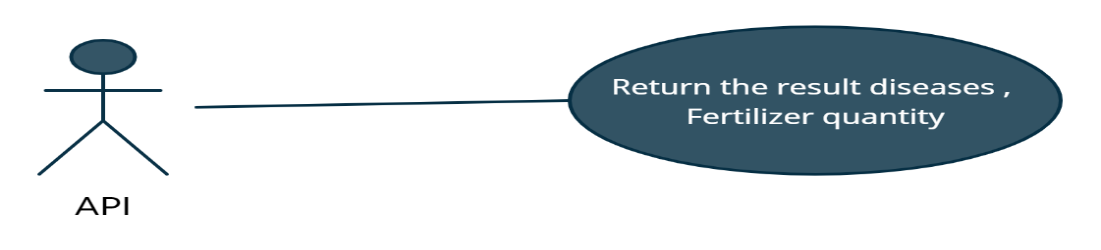 Return the result diseases ,
Fertilizer quantity
API